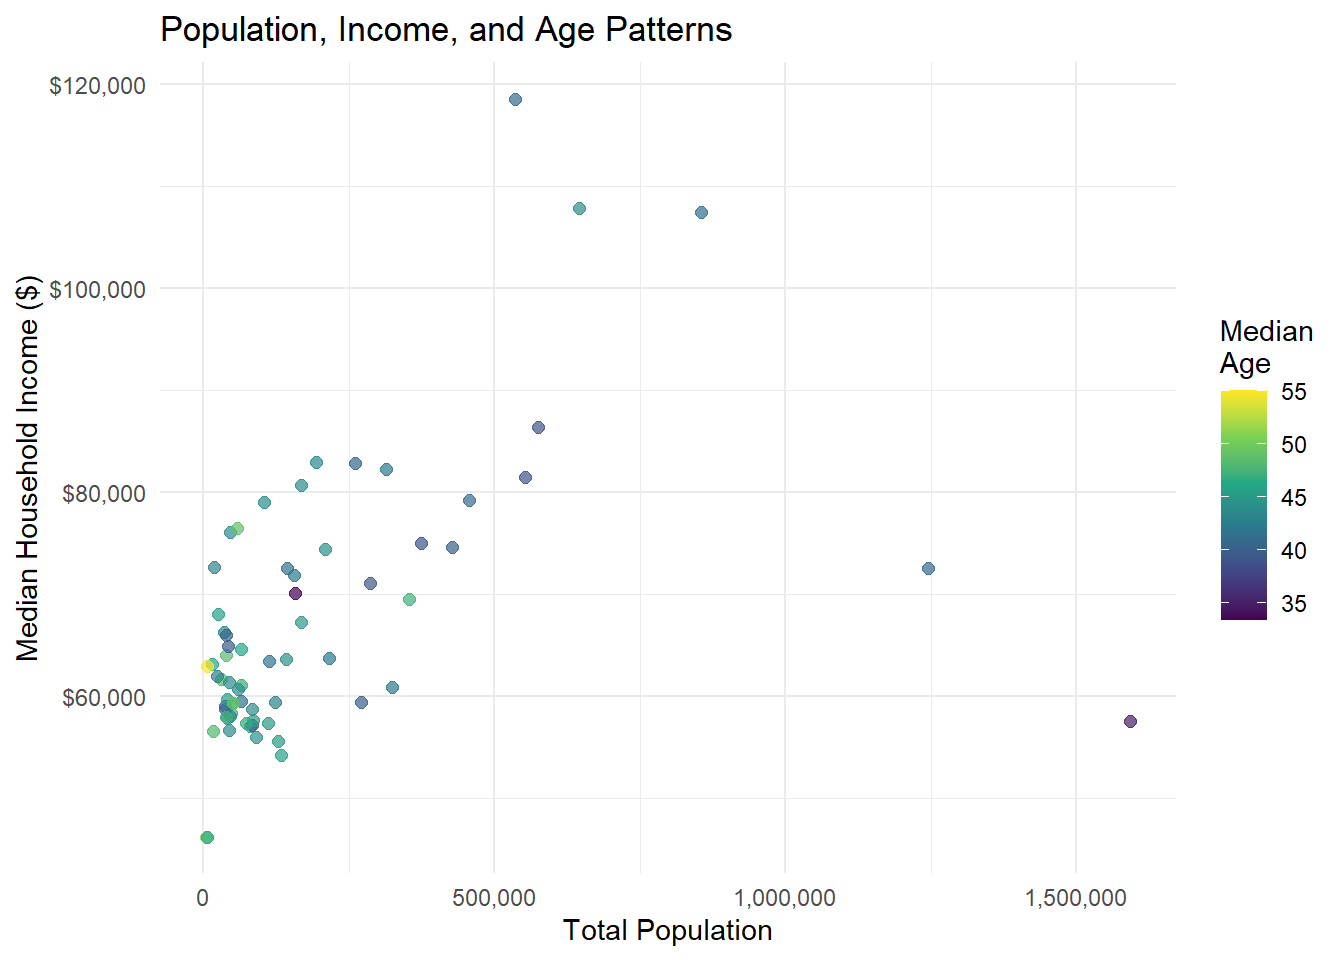 Population, Income, and Age Patterns
$120,000
$100,000
$80,000
$60,000
Median Household Income ($)
0
500,000
1,000,000
1,500,000
Total Population
Median
Age
55
50
45
40
35